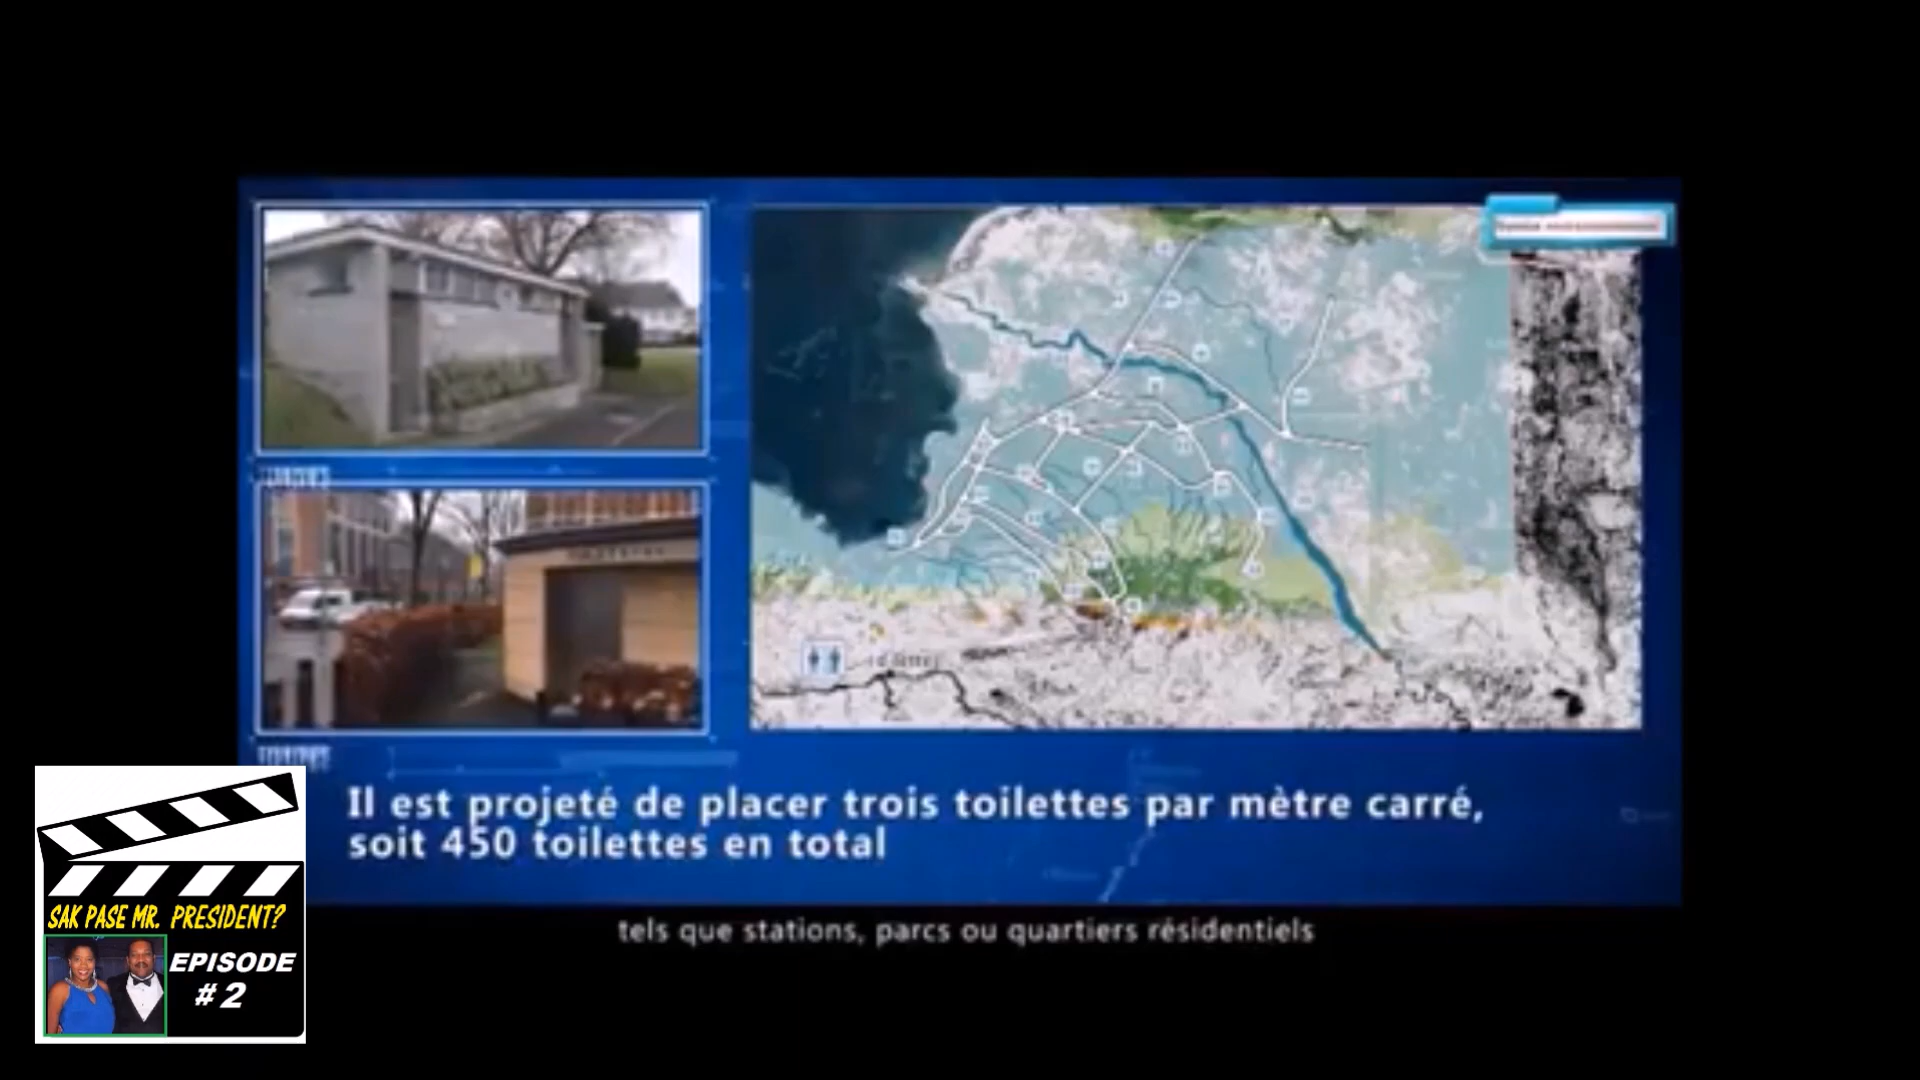 Il est projeté de placer trois toilettes par mètre carré,
soit 450 toilettes en total
tels que stations, parcs ou quartiers résidentiels
SAK PASE MR. PRESIDENT?
EPISODE
#2